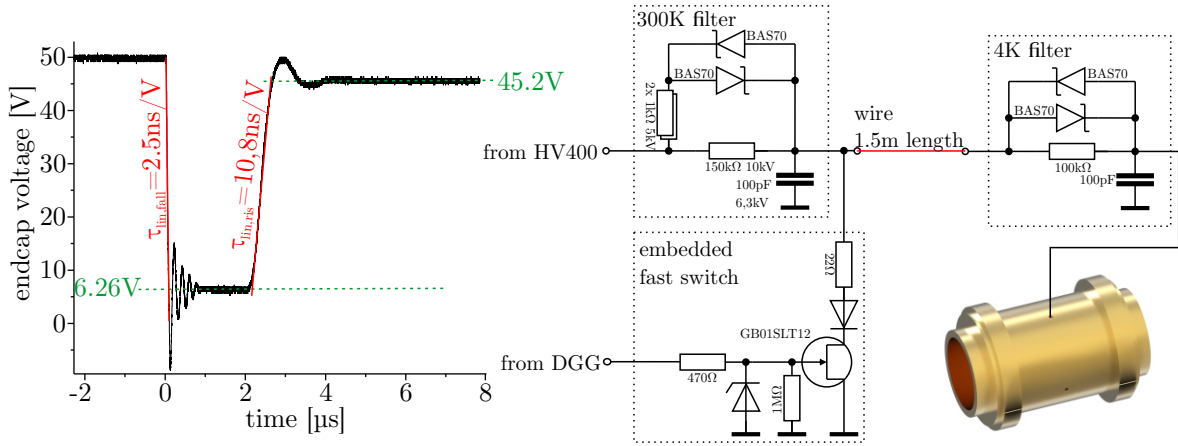 50
40
30
20
10
0
endcap voltage [V]
-2
0
2
4
6
8
time [µs]
τlin,fall=2.5ns/V
τlin,ris=10,8ns/V
45.2V
6.26V
300K filter
BAS70
BAS70
2x 1kΩ 5kV
from HV400
150kΩ 10kV
100pF
6,3kV
wire
1.5m length
4K filter
BAS70
BAS70
100kΩ
100pF
embedded
fast switch
22Ω
GB01SLT12
from DGG
470Ω
1MΩ